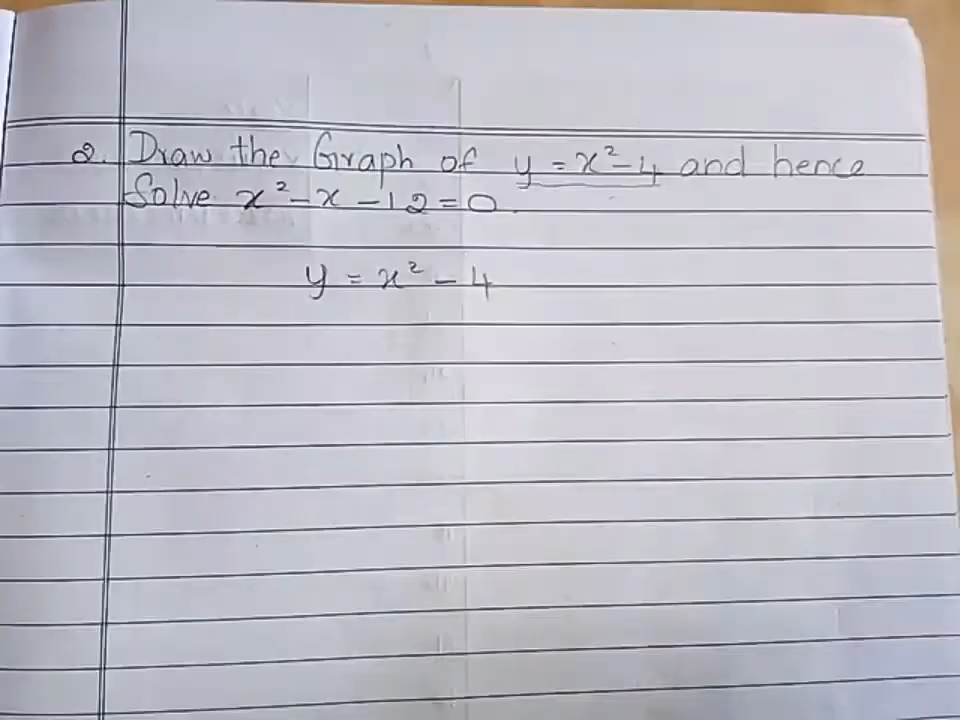 2. Draw the Graph of y = x² - 4 and hence
Solve x² - x - 12 = 0.
y = x² - 4